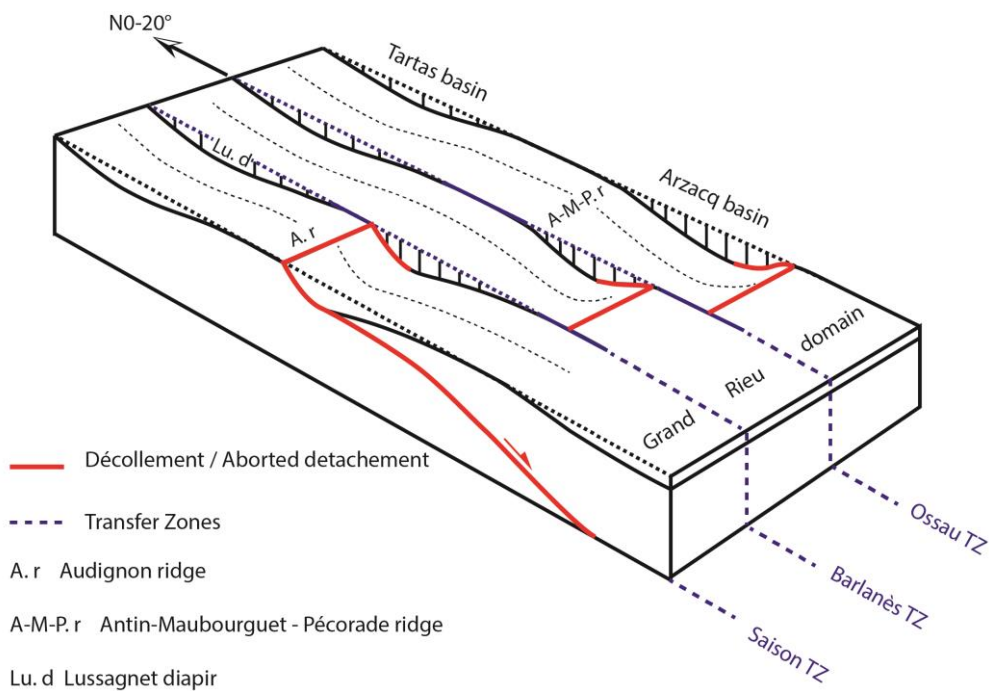 N0-20°
Tartas basin
Lu. d
A-M-P. r
Arzacq basin
A. r
Grand Rieu domain
Décollement / Aborted detachement
Transfer Zones
A. r Audignon ridge
A-M-P. r Antin-Maubourguet - Pécorade ridge
Lu. d Lussagnet diapir
Ossau TZ
Barlanès TZ
Saison TZ